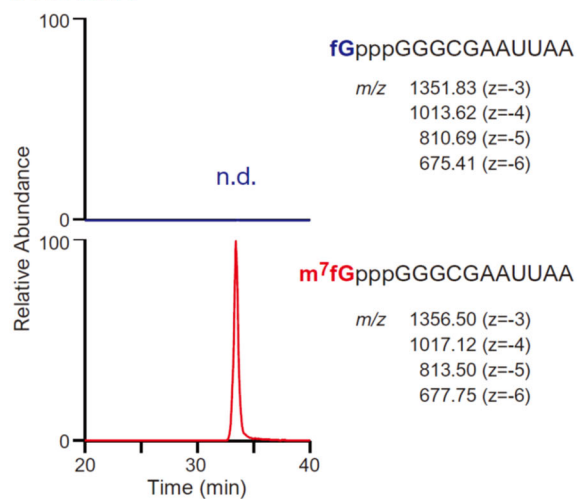 100
fGpppGGGCGAAUUAA
m/z 1351.83 (z=-3)
1013.62 (z=-4)
810.69 (z=-5)
675.41 (z=-6)
n.d.
0
Relative Abundance
100
m⁷fGpppGGGCGAAUUAA
m/z 1356.50 (z=-3)
1017.12 (z=-4)
813.50 (z=-5)
677.75 (z=-6)
0
20 30 40
Time (min)